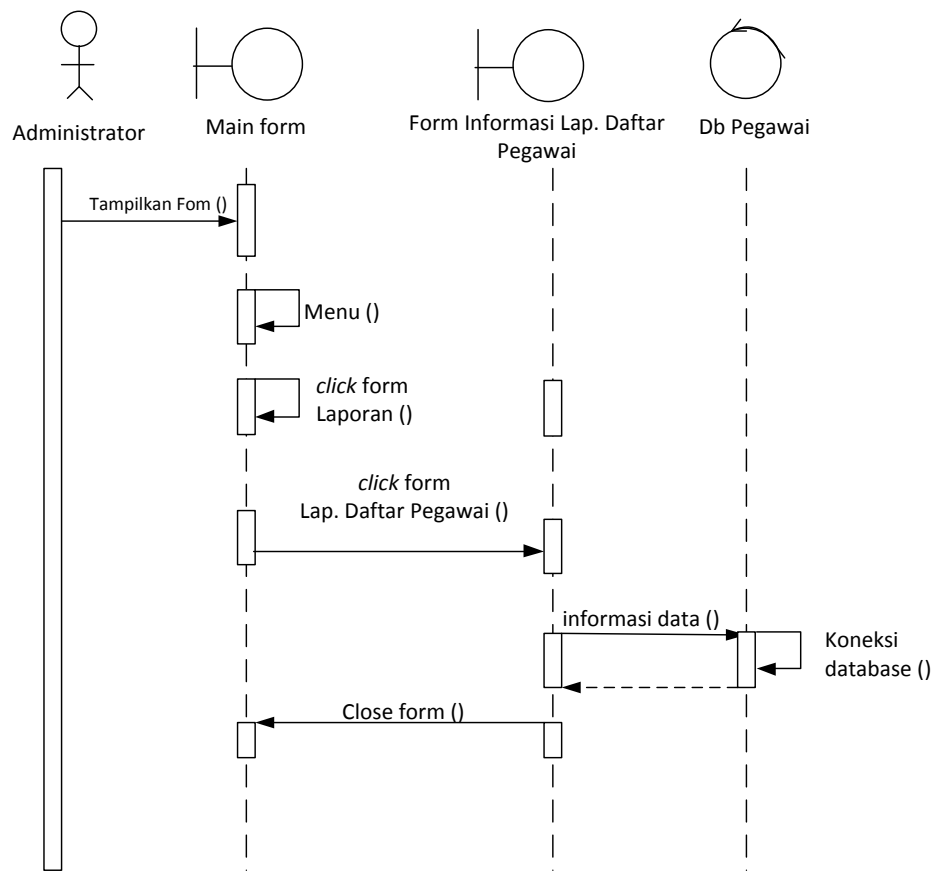 Administrator
Main form
Form Informasi Lap. Daftar
Pegawai
Db Pegawai
Tampilkan Fom ()
Menu ()
click form
Laporan ()
click form
Lap. Daftar Pegawai ()
informasi data ()
Koneksi
database ()
Close form ()